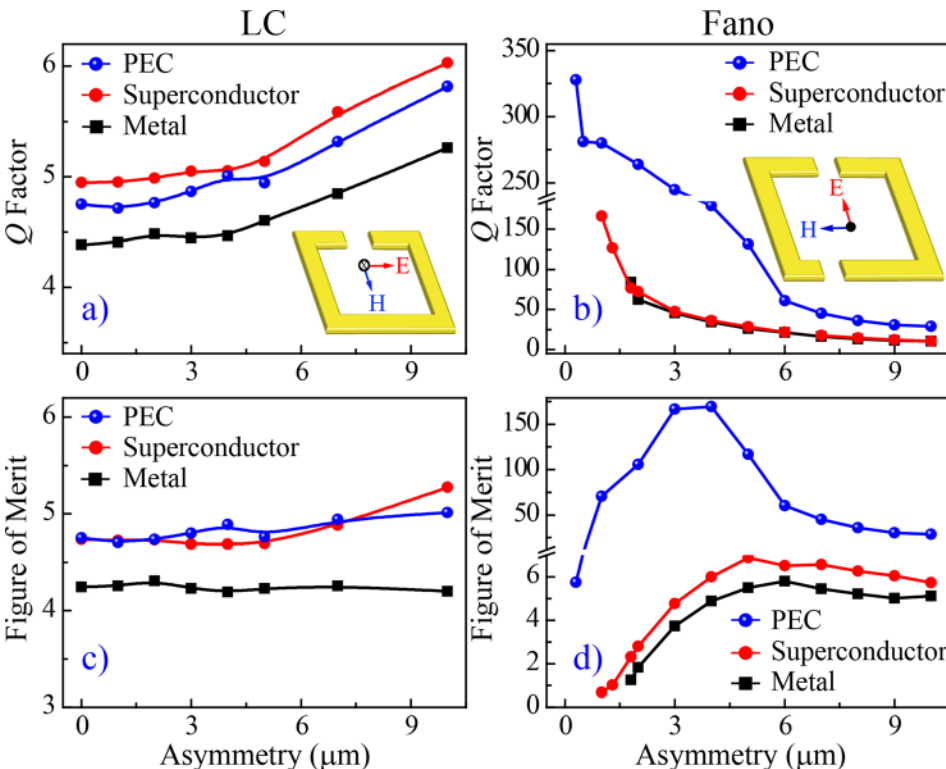 LC
Fano
6
5
4
Q Factor
PEC
Superconductor
Metal
E
H
a)
0 3 6 9
350
300
250
150
100
50
0
Q Factor
PEC
Superconductor
Metal
E
H
b)
0 3 6 9
6
5
4
3
Figure of Merit
PEC
Superconductor
Metal
c)
0 3 6 9
Asymmetry (μm)
150
100
50
6
4
2
0
Figure of Merit
d)
PEC
Superconductor
Metal
0 3 6 9
Asymmetry (μm)